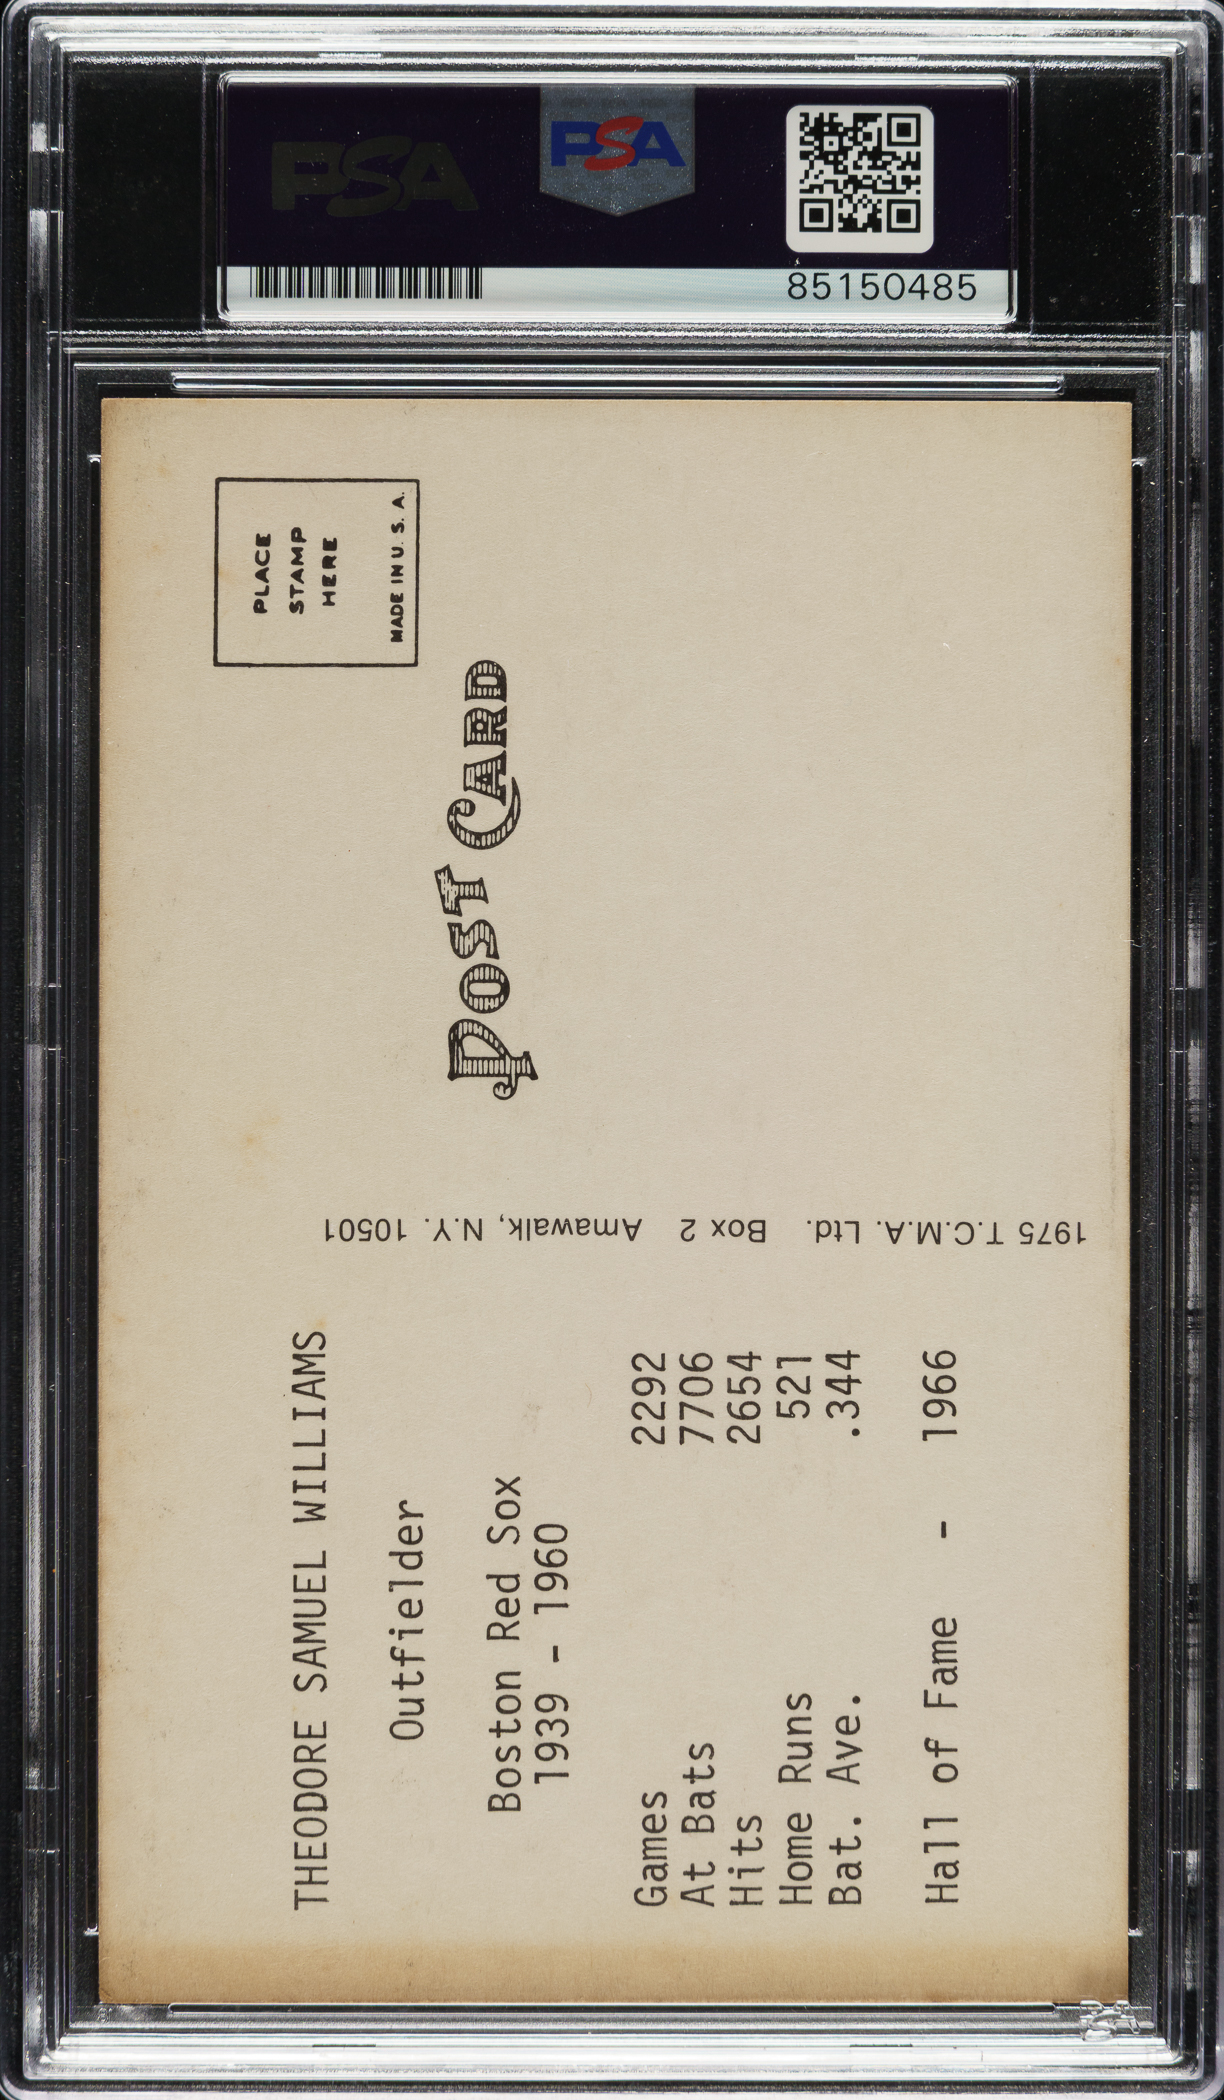 PSA
PSA
85150485
PLACE
STAMP
HERE
MADE IN U. S. A.
POST CARD
1975 T.C.M.A. Ltd. Box 2 Amawalk, N.Y. 10501
THEODORE SAMUEL WILLIAMS
Outfielder
Boston Red Sox
1939 - 1960
Games 2292
At Bats 7706
Hits 2654
Home Runs 521
Bat. Ave. .344
Hall of Fame - 1966